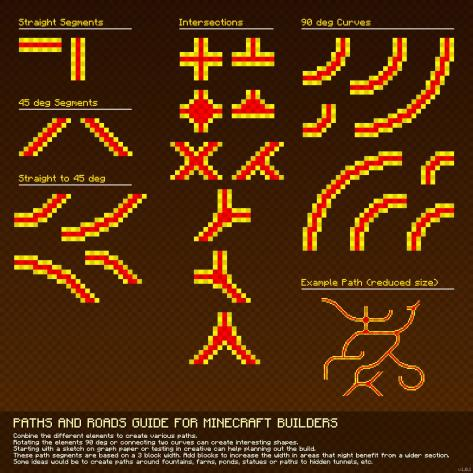 Straight Segments
Intersections
90 deg Curves
45 deg Segments
Straight to 45 deg
Example Path (reduced size)
PATHS AND ROADS GUIDE FOR MINECRAFT BUILDERS
Combine the different elements to create various paths.
Rotating the elements 90 deg or connecting two curves can create interesting shapes.
Starting with a sketch on graph paper or testing in creative can help planning out the build.
These path segments are based on a 3 block width. Add blocks to increase the width in areas that might benefit from a wider section.
Some ideas would be to create paths around fountains, farms, ponds, statues or paths to hidden tunnels, etc.